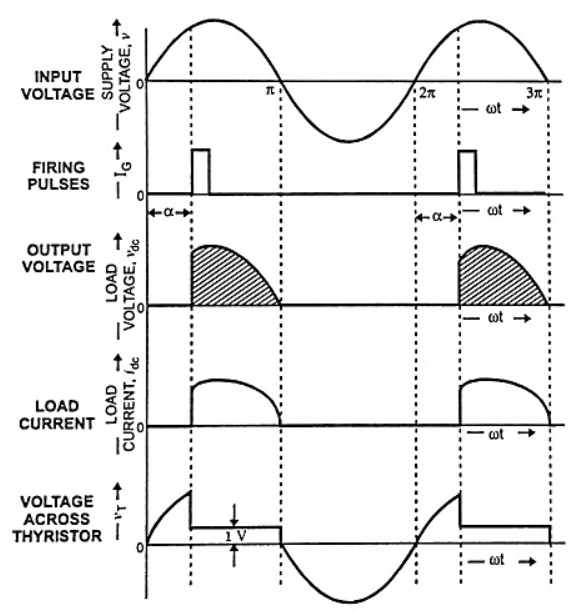 INPUT
VOLTAGE
SUPPLY
VOLTAGE, v
0
π
2π
3π
ωt
FIRING
PULSES
I_G
0
α
α
ωt
OUTPUT
VOLTAGE
LOAD
VOLTAGE, v_dc
0
ωt
LOAD
CURRENT
LOAD
CURRENT, i_dc
0
ωt
VOLTAGE
ACROSS
THYRISTOR
v_T
0
1 V
ωt